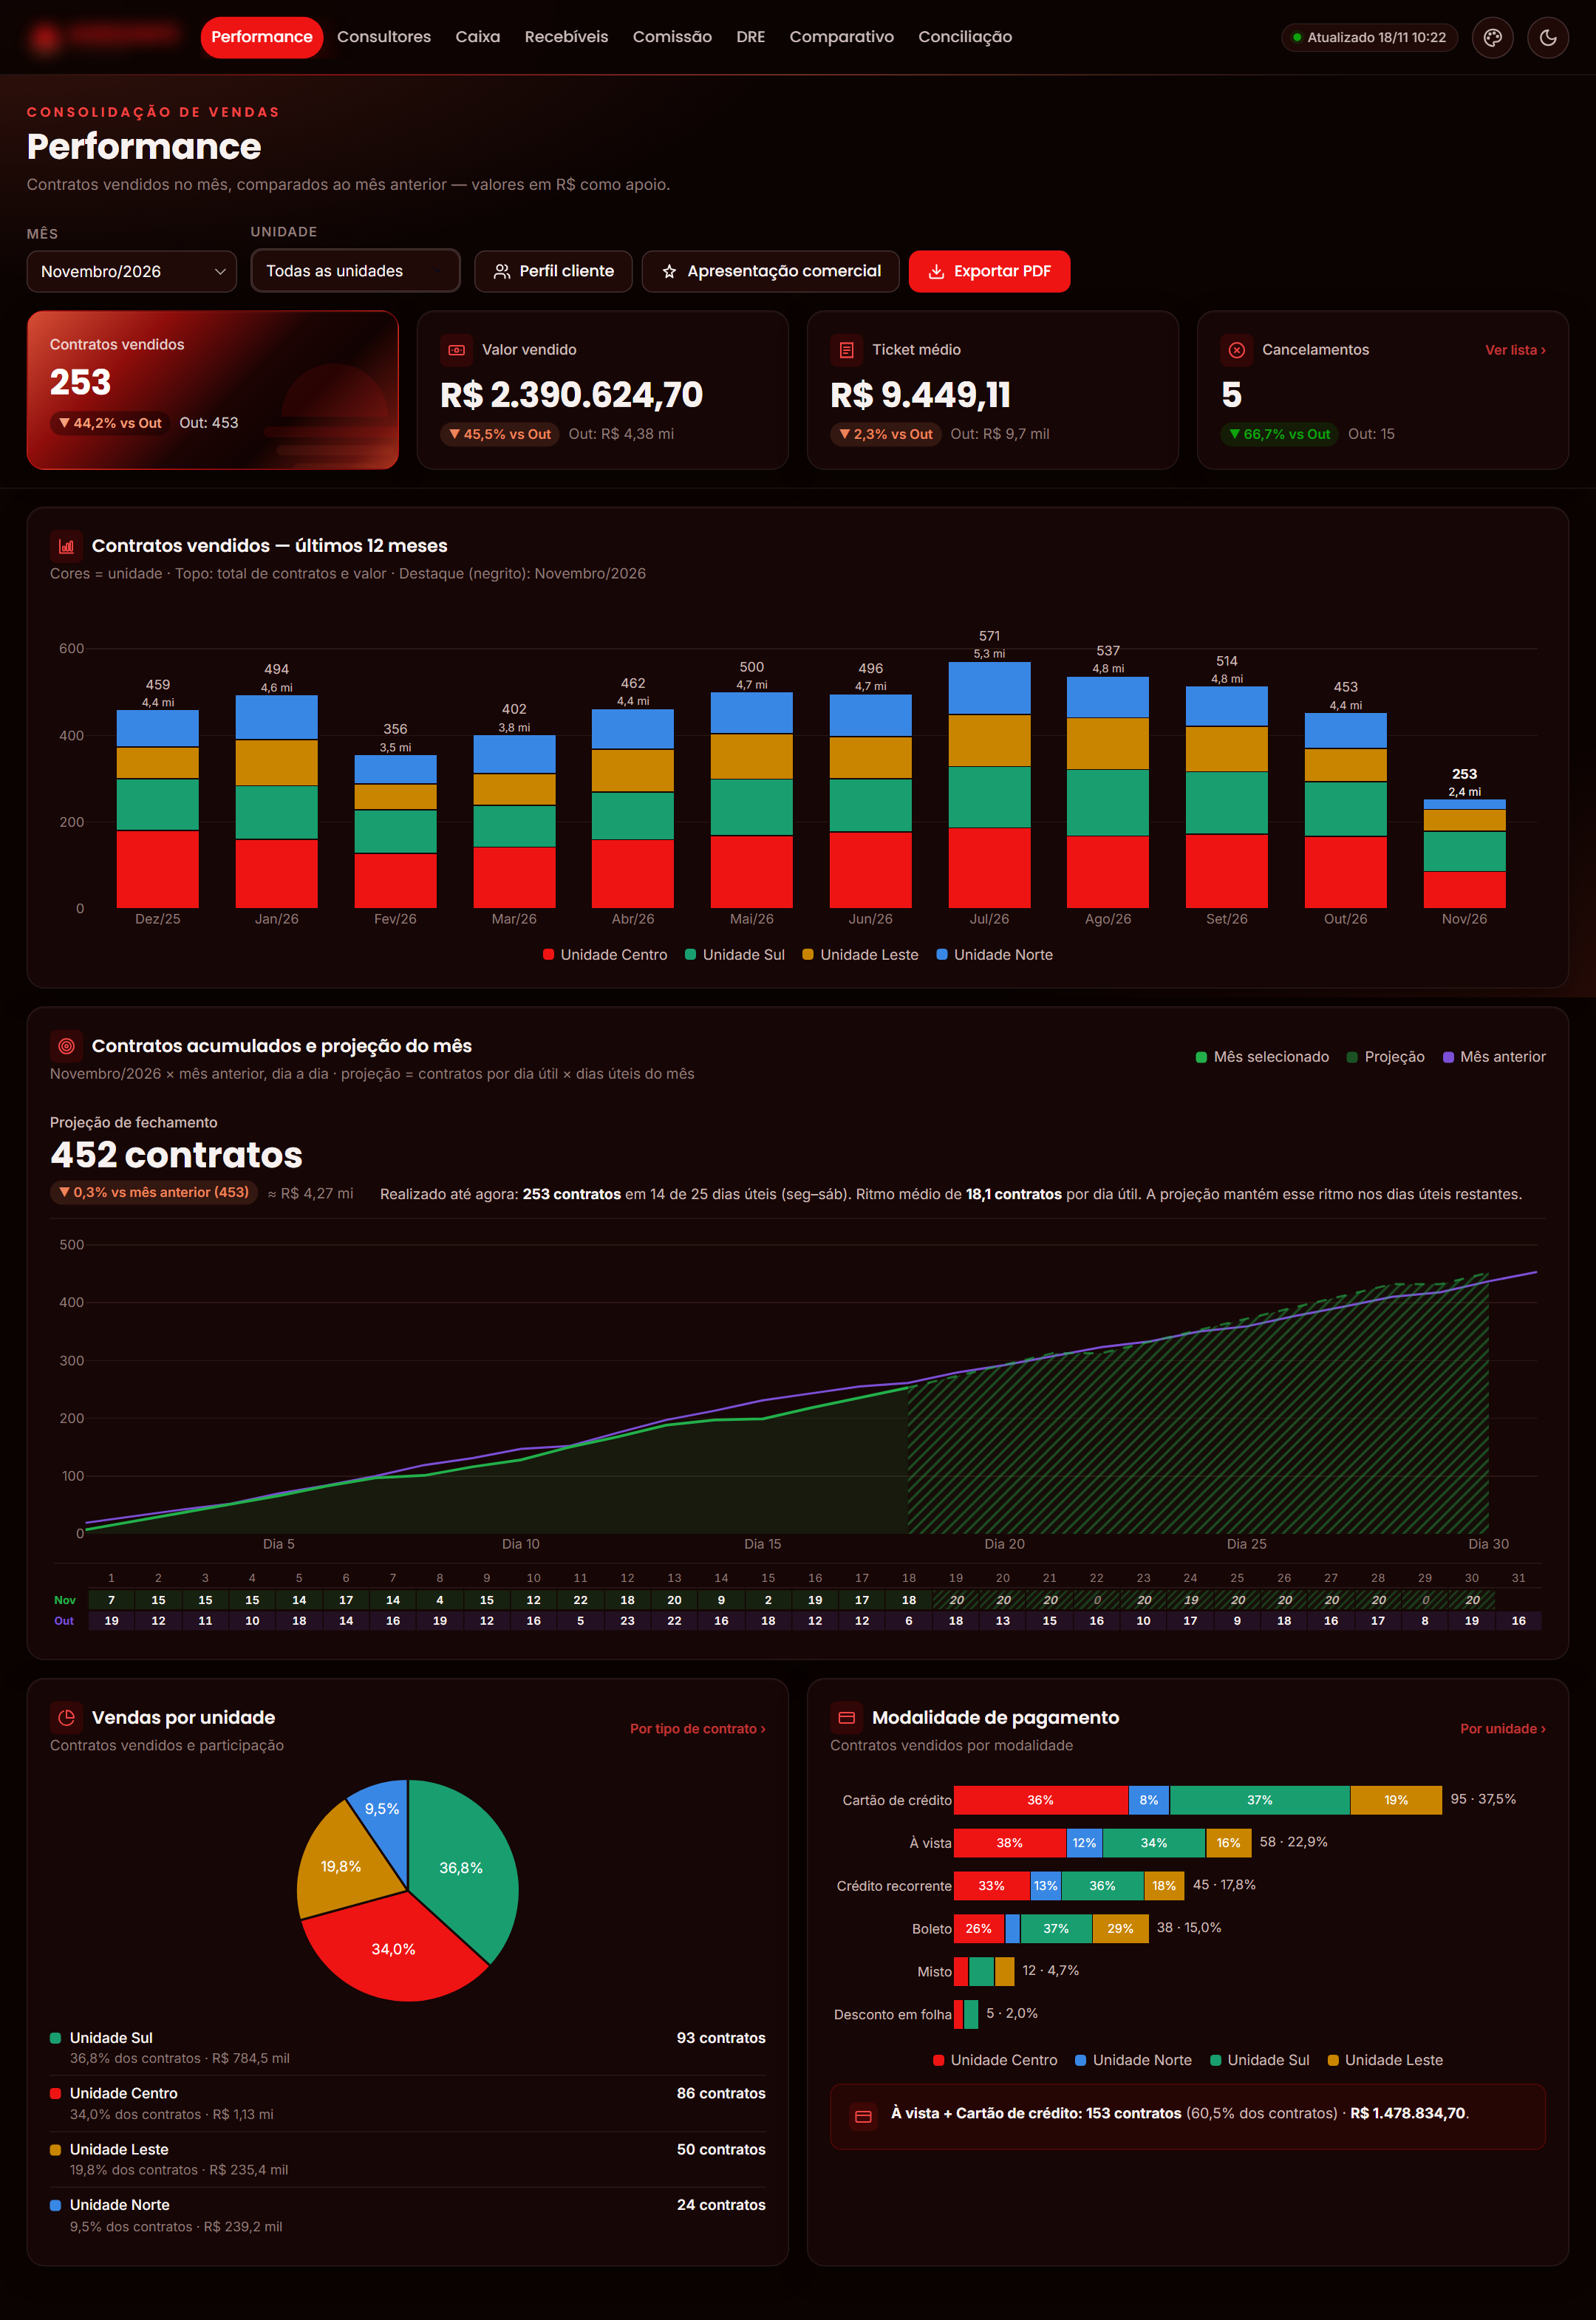 Performance Consultores Caixa Recebíveis Comissão DRE Comparativo Conciliação Atualizado 18/11 10:22
CONSOLIDAÇÃO DE VENDAS
Performance
Contratos vendidos no mês, comparados ao mês anterior — valores em R$ como apoio.
MÊS UNIDADE
Novembro/2026 Todas as unidades Perfil cliente Apresentação comercial Exportar PDF
Contratos vendidos
253
▼ 44,2% vs Out Out: 453
Valor vendido
R$ 2.390.624,70
▼ 45,5% vs Out Out: R$ 4,38 mi
Ticket médio
R$ 9.449,11
▼ 2,3% vs Out Out: R$ 9,7 mil
Cancelamentos Ver lista ›
5
▼ 66,7% vs Out Out: 15
Contratos vendidos — últimos 12 meses
Cores = unidade · Topo: total de contratos e valor · Destaque (negrito): Novembro/2026
600
400
200
0
459 494 356 402 462 500 496 571 537 514 453 253
4,4 mi 4,6 mi 3,5 mi 3,8 mi 4,4 mi 4,7 mi 4,7 mi 5,3 mi 4,8 mi 4,8 mi 4,4 mi 2,4 mi
Dez/25 Jan/26 Fev/26 Mar/26 Abr/26 Mai/26 Jun/26 Jul/26 Ago/26 Set/26 Out/26 Nov/26
Unidade Centro Unidade Sul Unidade Leste Unidade Norte
Contratos acumulados e projeção do mês
Novembro/2026 × mês anterior, dia a dia · projeção = contratos por dia útil × dias úteis do mês
Mês selecionado Projeção Mês anterior
Projeção de fechamento
452 contratos
▼ 0,3% vs mês anterior (453) ≈ R$ 4,27 mi Realizado até agora: 253 contratos em 14 de 25 dias úteis (seg–sáb). Ritmo médio de 18,1 contratos por dia útil. A projeção mantém esse ritmo nos dias úteis restantes.
500
400
300
200
100
0
Dia 5 Dia 10 Dia 15 Dia 20 Dia 25 Dia 30
1 2 3 4 5 6 7 8 9 10 11 12 13 14 15 16 17 18 19 20 21 22 23 24 25 26 27 28 29 30 31
Nov 7 15 15 15 14 17 14 4 15 12 22 18 20 9 2 19 17 18 20 20 20 0 20 19 20 20 20 20 0 20
Out 19 12 11 10 18 14 16 19 12 16 5 23 22 16 18 12 12 6 18 13 15 16 10 17 9 18 16 17 8 19 16
Vendas por unidade
Contratos vendidos e participação
Por tipo de contrato ›
9,5%
36,8%
19,8%
34,0%
Unidade Sul 93 contratos
36,8% dos contratos · R$ 784,5 mil
Unidade Centro 86 contratos
34,0% dos contratos · R$ 1,13 mi
Unidade Leste 50 contratos
19,8% dos contratos · R$ 235,4 mil
Unidade Norte 24 contratos
9,5% dos contratos · R$ 239,2 mil
Modalidade de pagamento
Contratos vendidos por modalidade
Por unidade ›
Cartão de crédito 36% 8% 37% 19% 95 · 37,5%
À vista 38% 12% 34% 16% 58 · 22,9%
Crédito recorrente 33% 13% 36% 18% 45 · 17,8%
Boleto 26% 37% 29% 38 · 15,0%
Misto 12 · 4,7%
Desconto em folha 5 · 2,0%
Unidade Centro Unidade Norte Unidade Sul Unidade Leste
À vista + Cartão de crédito: 153 contratos (60,5% dos contratos) · R$ 1.478.834,70.